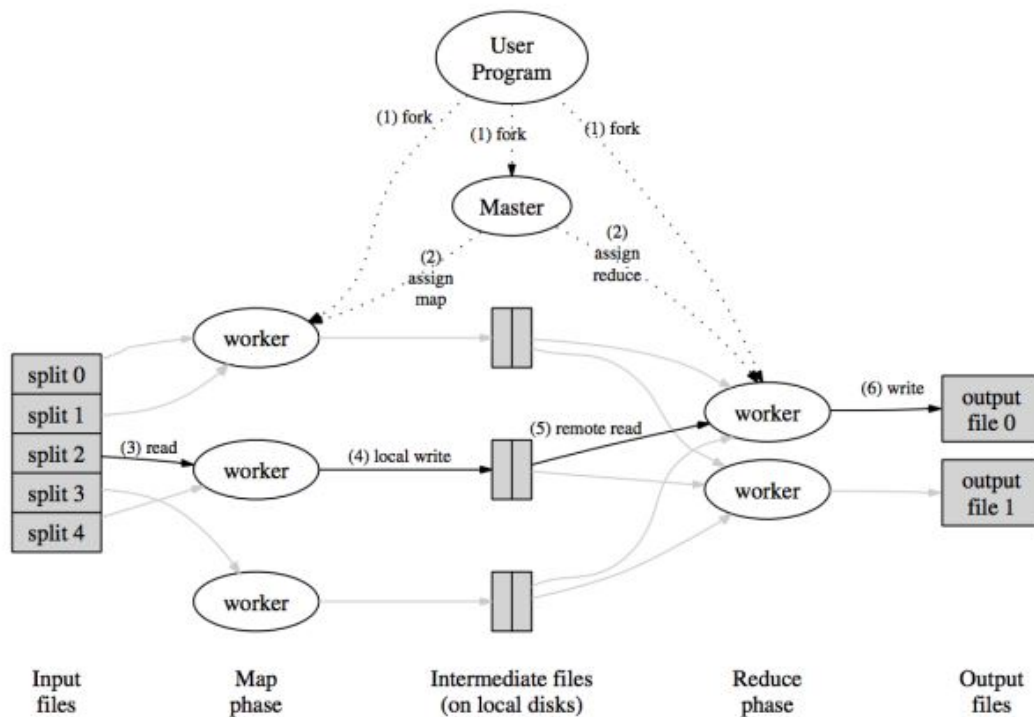 User
Program
(1) fork
(1) fork
(1) fork
Master
(2)
assign
map
(2)
assign
reduce
worker
split 0
split 1
split 2
split 3
split 4
(3) read
worker
(4) local write
(5) remote read
worker
(6) write
output
file 0
worker
output
file 1
worker
Input
files
Map
phase
Intermediate files
(on local disks)
Reduce
phase
Output
files